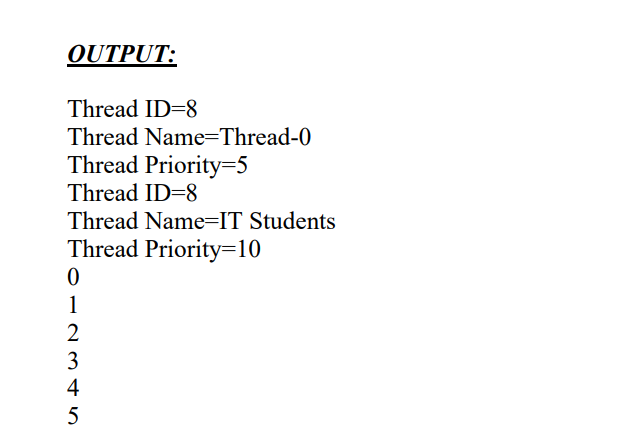 OUTPUT:
Thread ID=8
Thread Name=Thread-0
Thread Priority=5
Thread ID=8
Thread Name=IT Students
Thread Priority=10
0
1
2
3
4
5